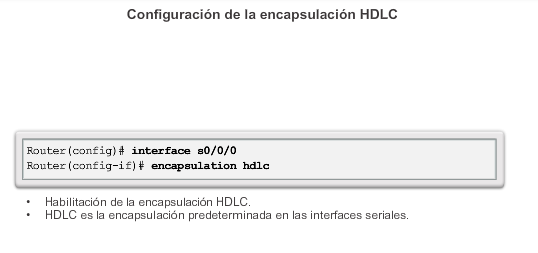 Configuración de la encapsulación HDLC
Router(config)# interface s0/0/0
Router(config-if)# encapsulation hdlc
• Habilitación de la encapsulación HDLC.
• HDLC es la encapsulación predeterminada en las interfaces seriales.